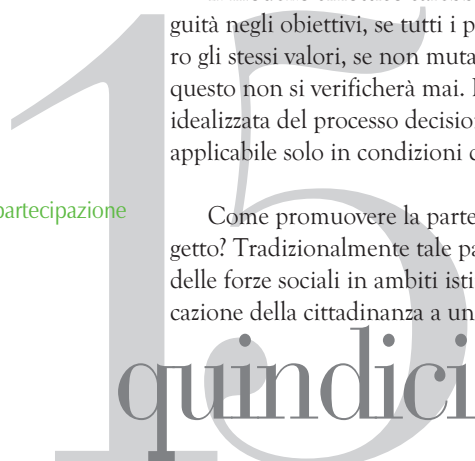 guità negli obiettivi, se tutti i p
ro gli stessi valori, se non muta
questo non si verificherà mai.
idealizzata del processo decisio
applicabile solo in condizioni
partecipazione
Come promuovere la parte
getto? Tradizionalmente tale pa
delle forze sociali in ambiti isti
cazione della cittadinanza a un
15
quindici